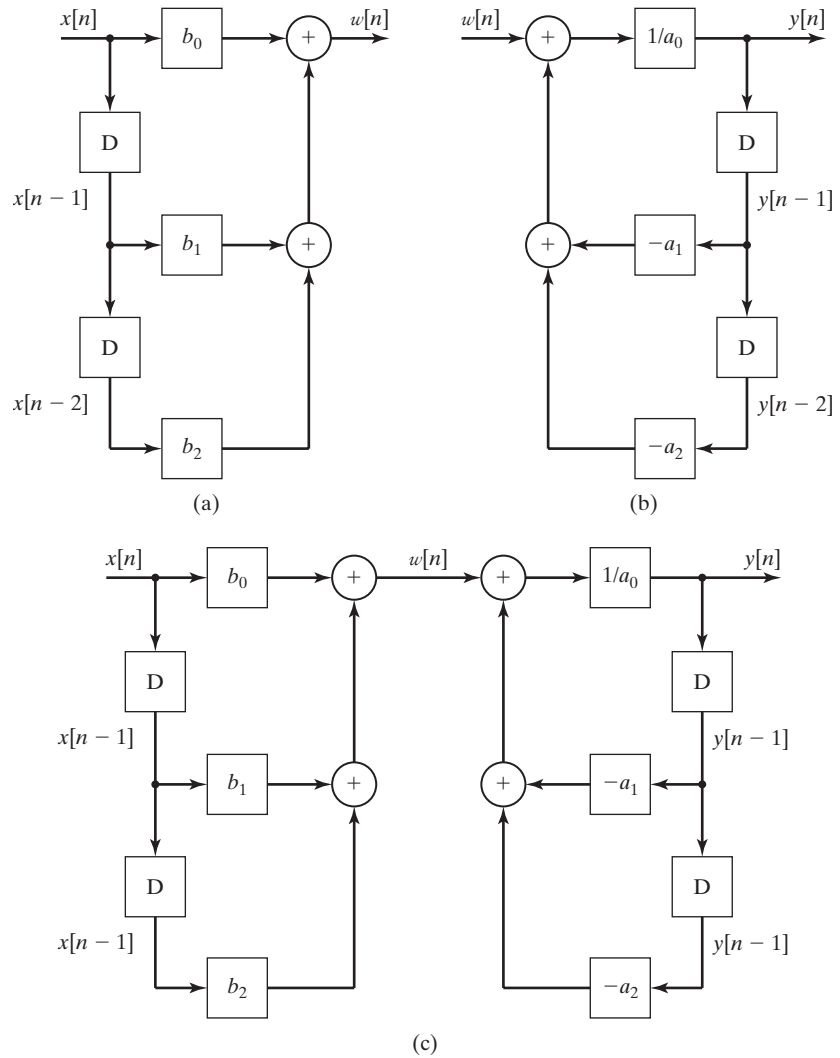 x[n]
b₀
+
w[n]
D
x[n − 1]
b₁
+
D
x[n − 2]
b₂
(a)
w[n]
+
1/a₀
y[n]
D
y[n − 1]
+
−a₁
D
y[n − 2]
−a₂
(b)
x[n]
b₀
+
w[n]
+
1/a₀
y[n]
D
D
x[n − 1]
y[n − 1]
b₁
+
+
−a₁
D
D
x[n − 1]
y[n − 1]
b₂
−a₂
(c)